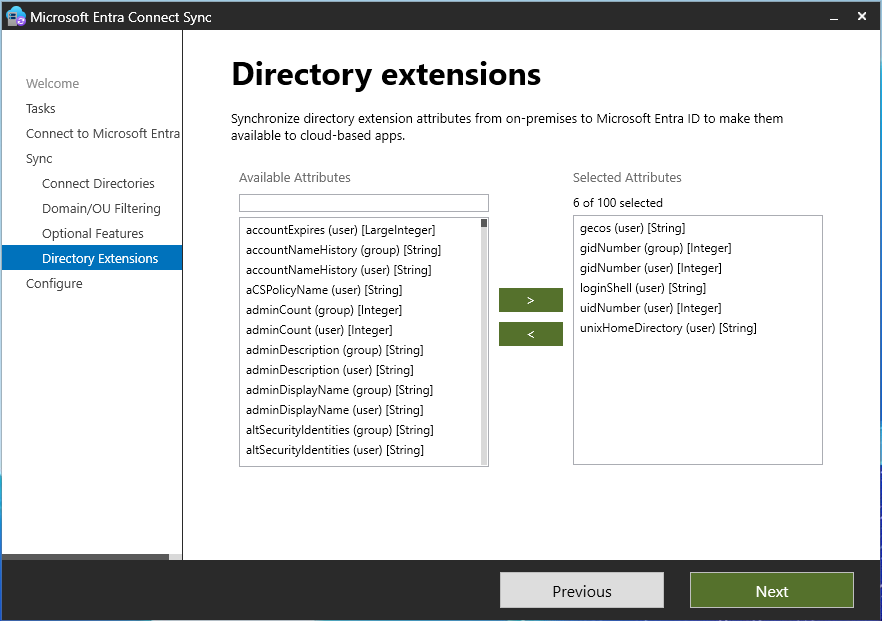 Microsoft Entra Connect Sync
Welcome
Tasks
Connect to Microsoft Entra
Sync
Connect Directories
Domain/OU Filtering
Optional Features
Directory Extensions
Configure
Directory extensions
Synchronize directory extension attributes from on-premises to Microsoft Entra ID to make them
available to cloud-based apps.
Available Attributes
accountExpires (user) [LargeInteger]
accountNameHistory (group) [String]
accountNameHistory (user) [String]
aCSPolicyName (user) [String]
adminCount (group) [Integer]
adminCount (user) [Integer]
adminDescription (group) [String]
adminDescription (user) [String]
adminDisplayName (group) [String]
adminDisplayName (user) [String]
altSecurityIdentities (group) [String]
altSecurityIdentities (user) [String]
>
<
Selected Attributes
6 of 100 selected
gecos (user) [String]
gidNumber (group) [Integer]
gidNumber (user) [Integer]
loginShell (user) [String]
uidNumber (user) [Integer]
unixHomeDirectory (user) [String]
Previous
Next